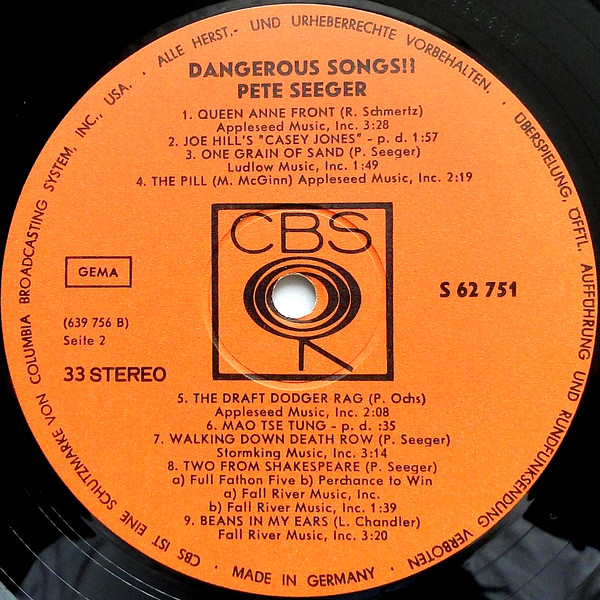 · ALLE HERST.- UND URHEBERRECHTE VORBEHALTEN. · ÜBERSPIELUNG, ÖFFTL. AUFFÜHRUNG UND RUNDFUNKSENDUNG VERBOTEN
DANGEROUS SONGS!?
PETE SEEGER
1. QUEEN ANNE FRONT (R. Schmertz)
Appleseed Music, Inc. 3:28
2. JOE HILL'S "CASEY JONES" - p. d. 1:57
3. ONE GRAIN OF SAND (P. Seeger)
Ludlow Music, Inc. 1:49
4. THE PILL (M. McGinn) Appleseed Music, Inc. 2:19
CBS
GEMA
S 62 751
(639 756 B)
Seite 2
33 STEREO
5. THE DRAFT DODGER RAG (P. Ochs)
Appleseed Music, Inc. 2:08
6. MAO TSE TUNG - p. d. :35
7. WALKING DOWN DEATH ROW (P. Seeger)
Stormking Music, Inc. 3:14
8. TWO FROM SHAKESPEARE (P. Seeger)
a) Full Fathon Five b) Perchance to Win
a) Fall River Music, Inc.
b) Fall River Music, Inc. 1:39
9. BEANS IN MY EARS (L. Chandler)
Fall River Music, Inc. 3:20
CBS IST EINE SCHUTZMARKE VON COLUMBIA BROADCASTING SYSTEM, INC., USA.
· MADE IN GERMANY ·